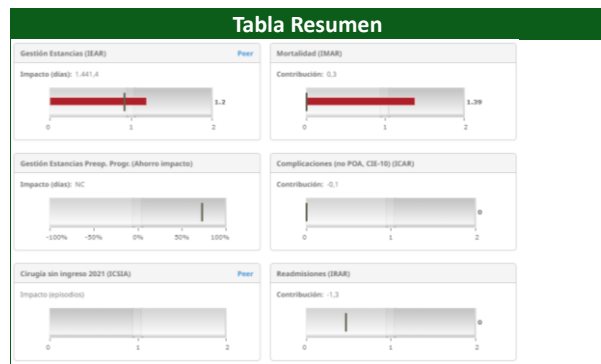 Tabla Resumen
Gestión Estancias (IEAR) Peer
Impacto (días): 1.441,4
1.2
0 1 2
Mortalidad (IMAR)
Contribución: 0,3
1.39
0 1 2
Gestión Estancias Preop. Progr. (Ahorro impacto)
Impacto (días): NC
-100% -50% 0% 50% 100%
Complicaciones (no POA, CIE-10) (ICAR)
Contribución: -0,1
0
0 1 2
Cirugía sin ingreso 2021 (ICSIA) Peer
Impacto (episodios)
0 1 2
Readmisiones (IRAR)
Contribución: -1,3
0
0 1 2